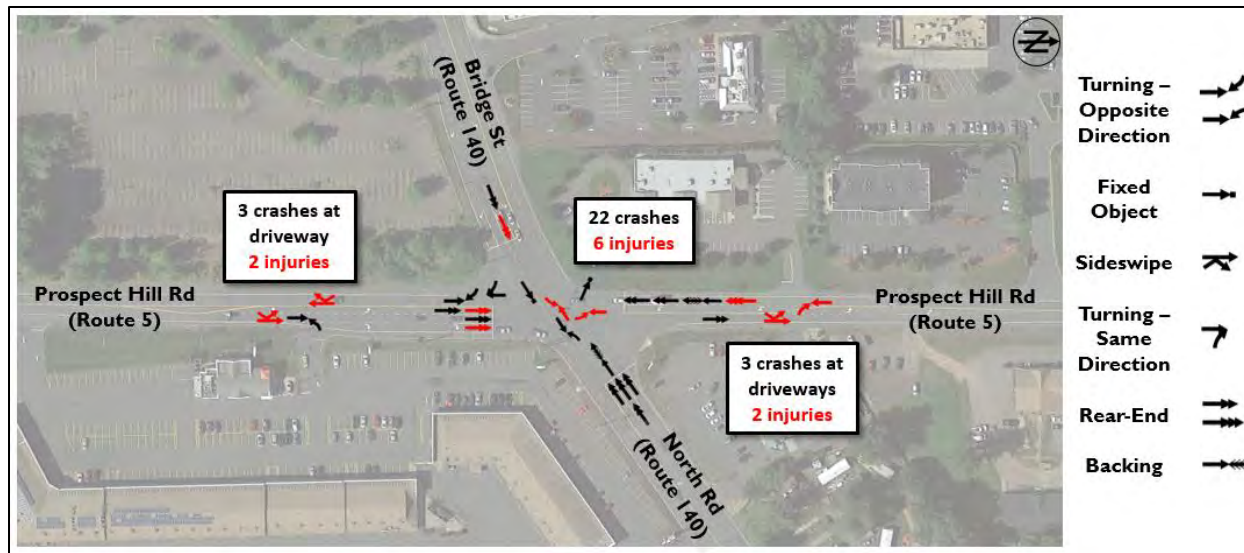 Bridge St
(Route 140)
3 crashes at
driveway
2 injuries
22 crashes
6 injuries
Prospect Hill Rd
(Route 5)
Prospect Hill Rd
(Route 5)
3 crashes at
driveways
2 injuries
North Rd
(Route 140)
N
Turning –
Opposite
Direction
Fixed
Object
Sideswipe
Turning –
Same
Direction
Rear-End
Backing